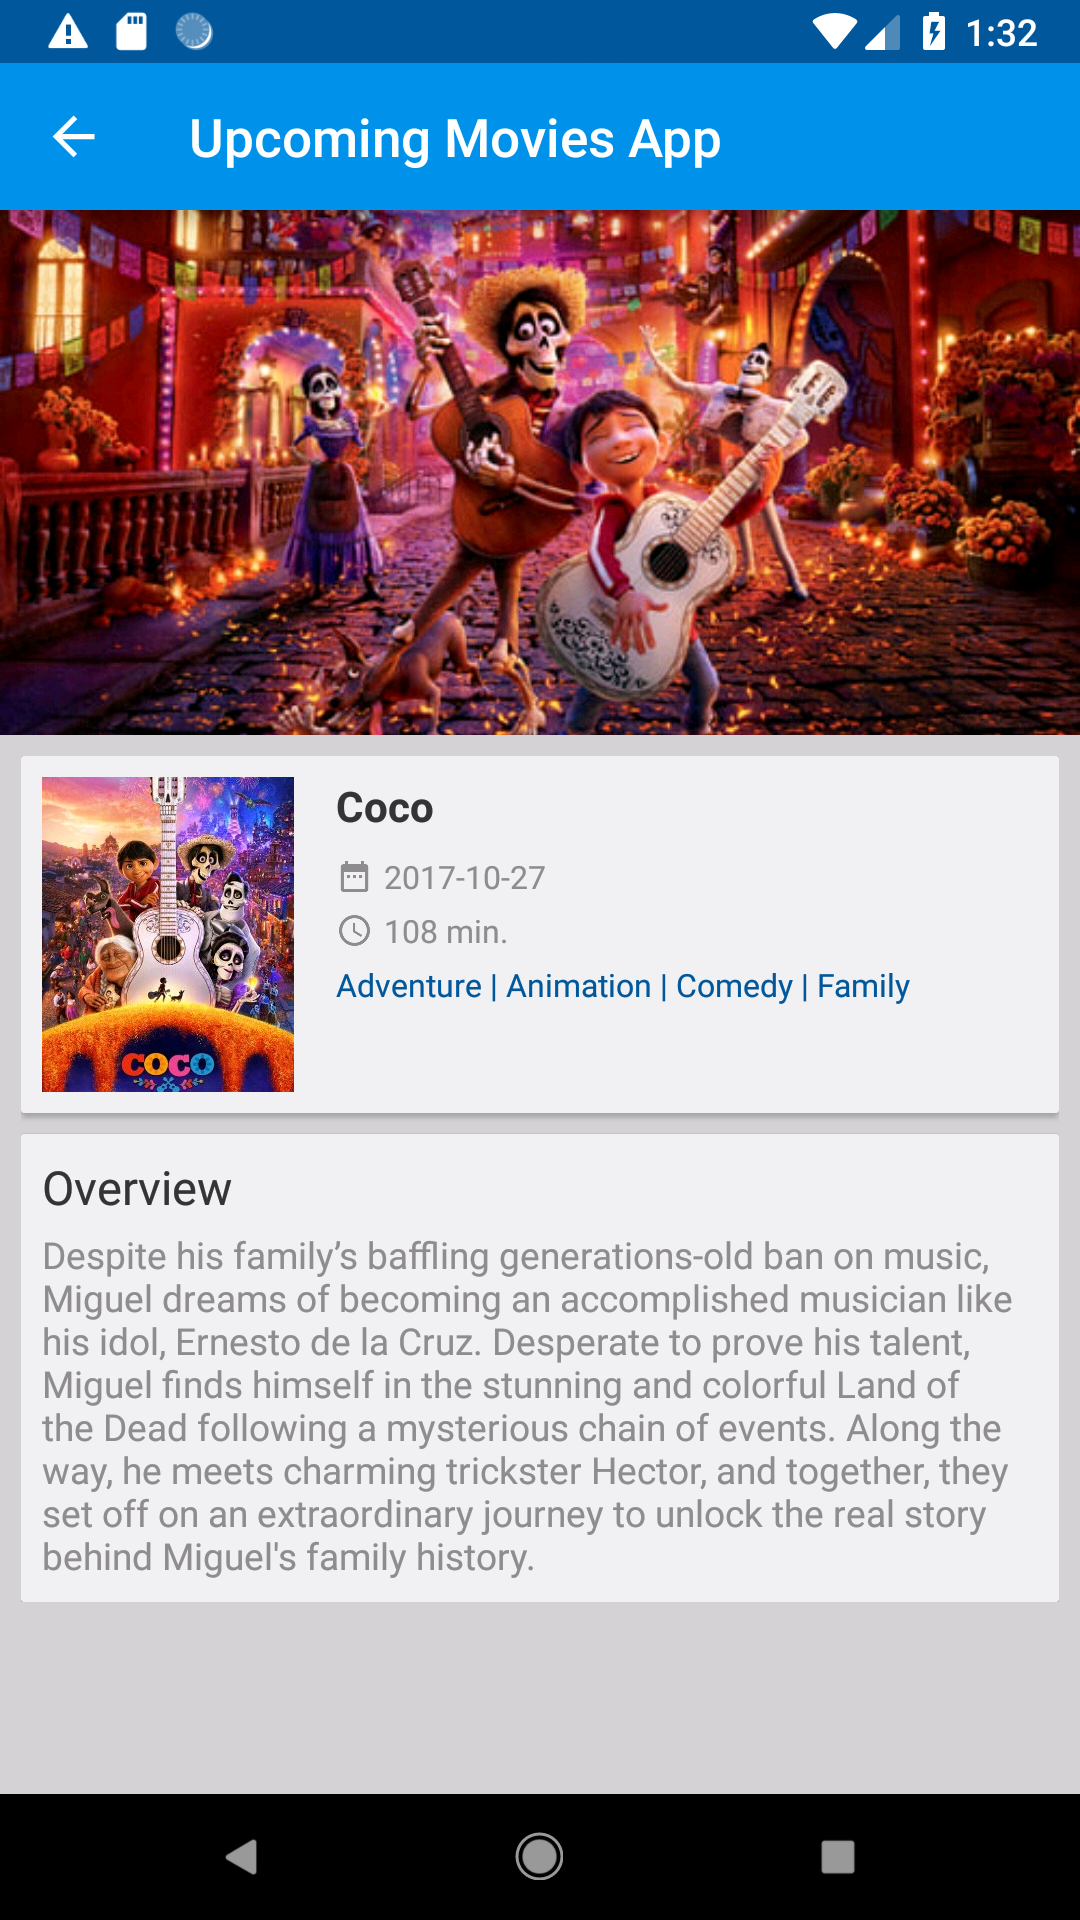 1:32
Upcoming Movies App
Coco
2017-10-27
108 min.
Adventure | Animation | Comedy | Family
COCO
Overview
Despite his family’s baffling generations-old ban on music,
Miguel dreams of becoming an accomplished musician like
his idol, Ernesto de la Cruz. Desperate to prove his talent,
Miguel finds himself in the stunning and colorful Land of
the Dead following a mysterious chain of events. Along the
way, he meets charming trickster Hector, and together, they
set off on an extraordinary journey to unlock the real story
behind Miguel's family history.